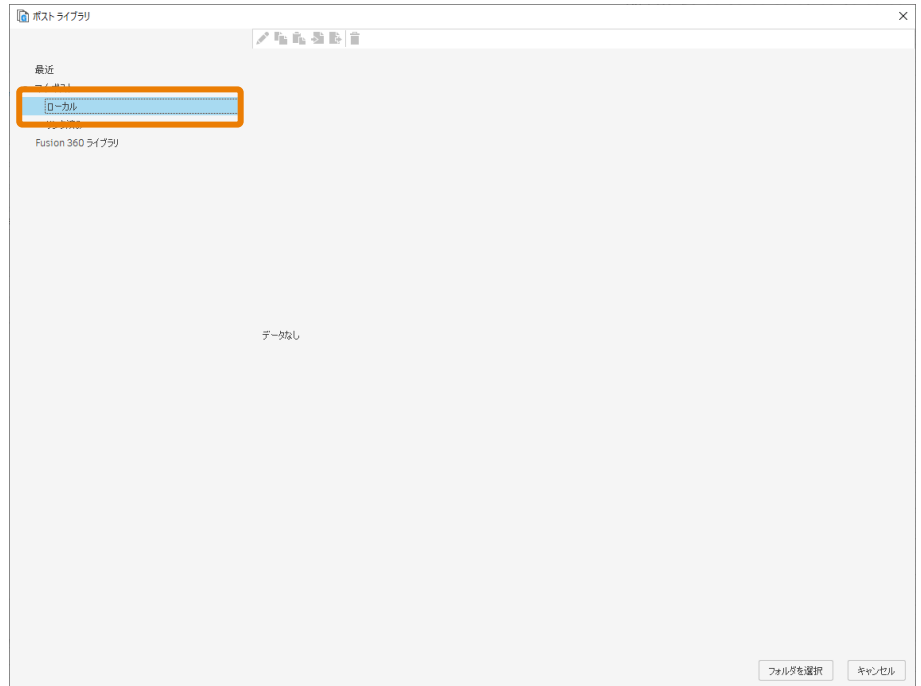 ポスト ライブラリ
最近
ローカル
Fusion 360 ライブラリ
データなし
フォルダを選択
キャンセル